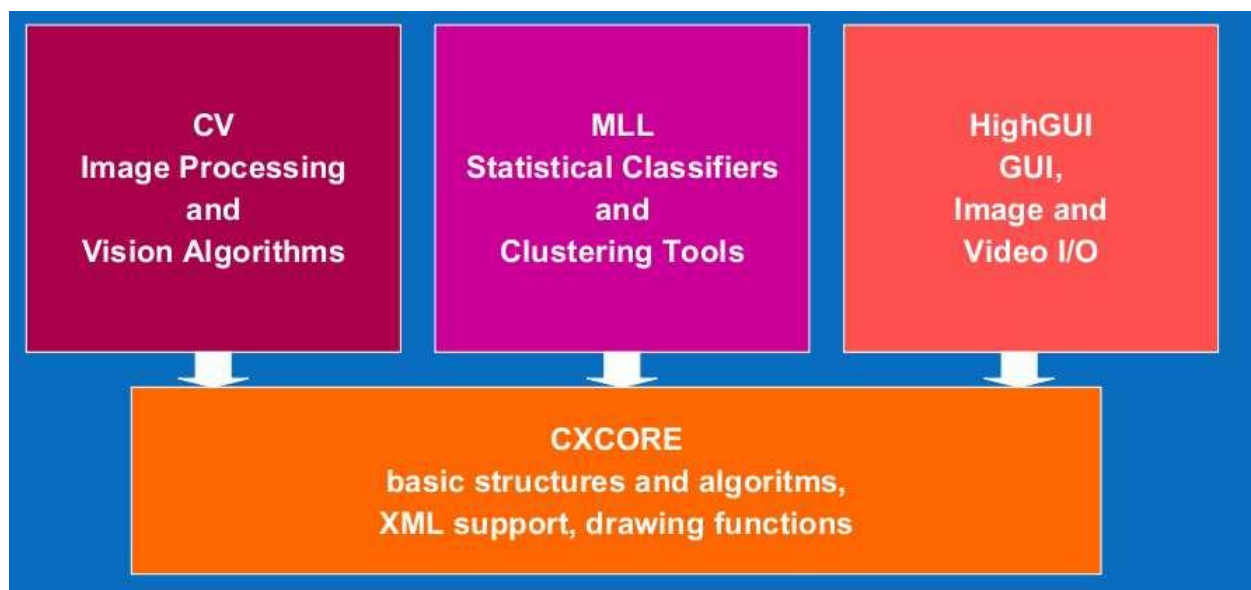 CV
Image Processing
and
Vision Algorithms
MLL
Statistical Classifiers
and
Clustering Tools
HighGUI
GUI,
Image and
Video I/O
CXCORE
basic structures and algoritms,
XML support, drawing functions